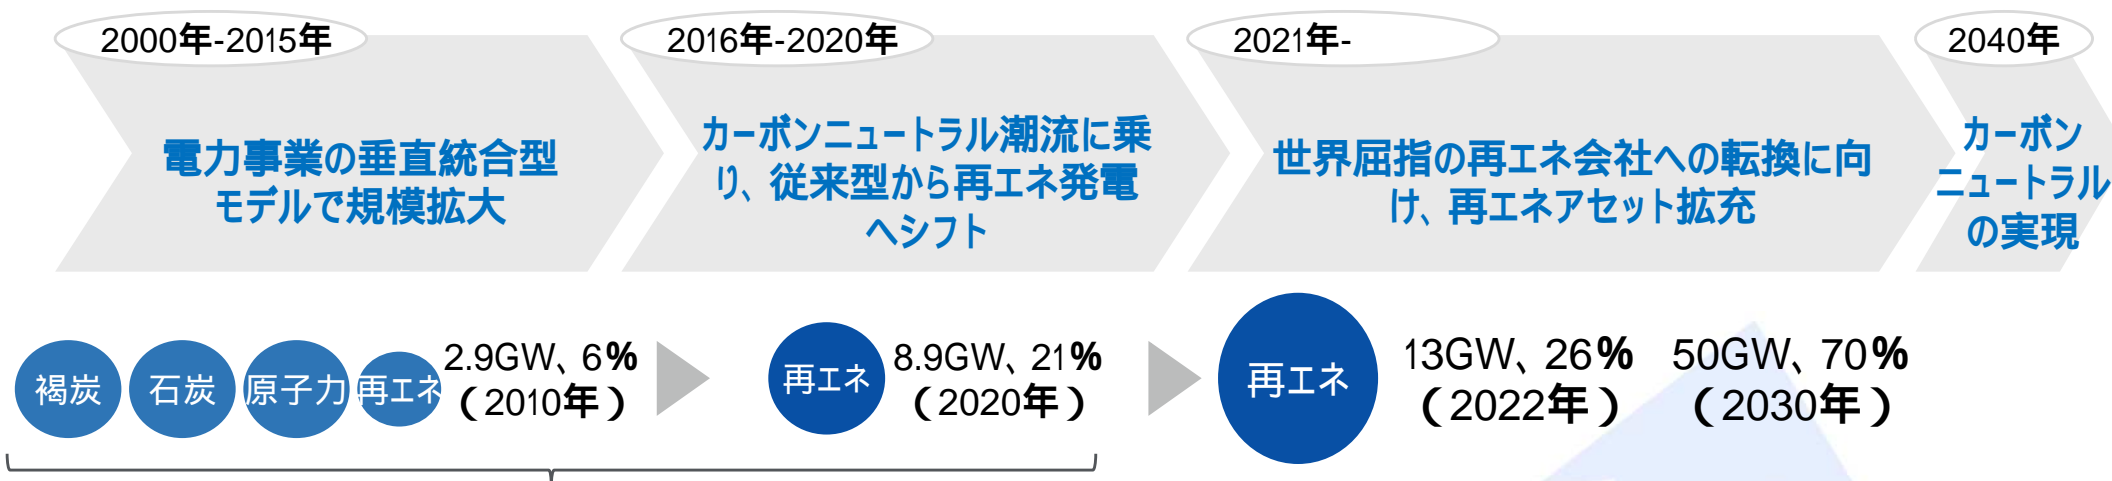 2000年-2015年
電力事業の垂直統合型
モデルで規模拡大
2016年-2020年
カーボンニュートラル潮流に乗
り、従来型から再エネ発電
へシフト
2021年-
世界屈指の再エネ会社への転換に向
け、再エネアセット拡充
2040年
カーボン
ニュートラル
の実現
褐炭
石炭
原子力
再エネ
2.9GW、6%
（2010年）
再エネ
8.9GW、21%
（2020年）
再エネ
13GW、26%
（2022年）
50GW、70%
（2030年）